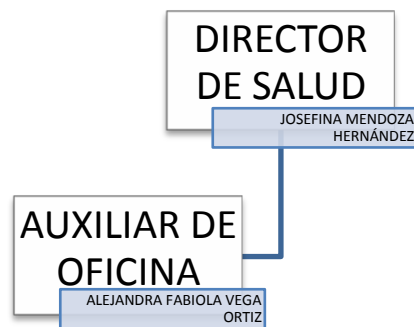 DIRECTOR
DE SALUD
JOSEFINA MENDOZA
HERNÁNDEZ
AUXILIAR DE
OFICINA
ALEJANDRA FABIOLA VEGA
ORTIZ